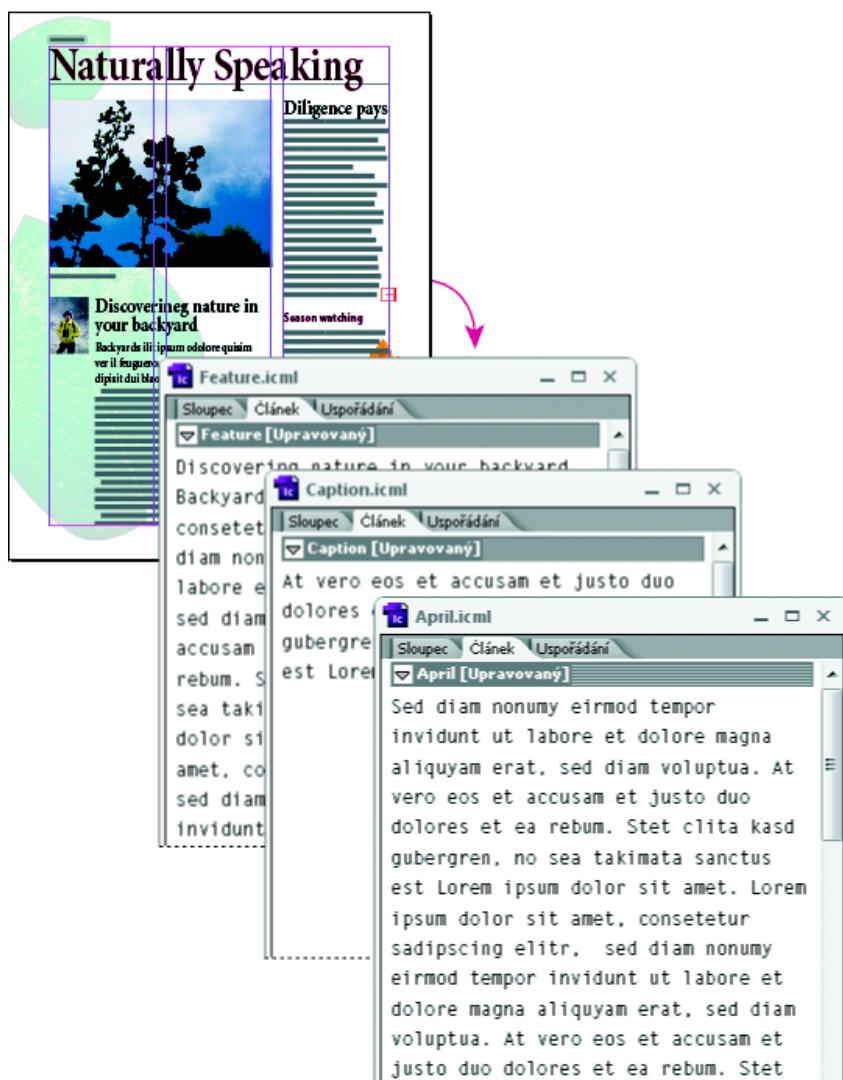 Naturally Speaking
Diligence pays
Season watching
Discoverineg nature in
your backyard
Backyards ilit ipsum odolore quisim
ver il feuguero
dipisit dui blao
Feature.icml
Sloupec Článek Uspořádání
Feature [Upravovaný]
Discovering nature in your backyard
Backyard
consetet
diam non
labore e
sed diam
accusam
rebum. S
sea taki
dolor si
amet, co
sed diam
invidunt
Caption.icml
Sloupec Článek Uspořádání
Caption [Upravovaný]
At vero eos et accusam et justo duo
dolores
gubergre
est Lore
April.icml
Sloupec Článek Uspořádání
April [Upravovaný]
Sed diam nonumy eirmod tempor
invidunt ut labore et dolore magna
aliquyam erat, sed diam voluptua. At
vero eos et accusam et justo duo
dolores et ea rebum. Stet clita kasd
gubergren, no sea takimata sanctus
est Lorem ipsum dolor sit amet. Lorem
ipsum dolor sit amet, consetetur
sadipscing elitr, sed diam nonumy
eirmod tempor invidunt ut labore et
dolore magna aliquyam erat, sed diam
voluptua. At vero eos et accusam et
justo duo dolores et ea rebum. Stet